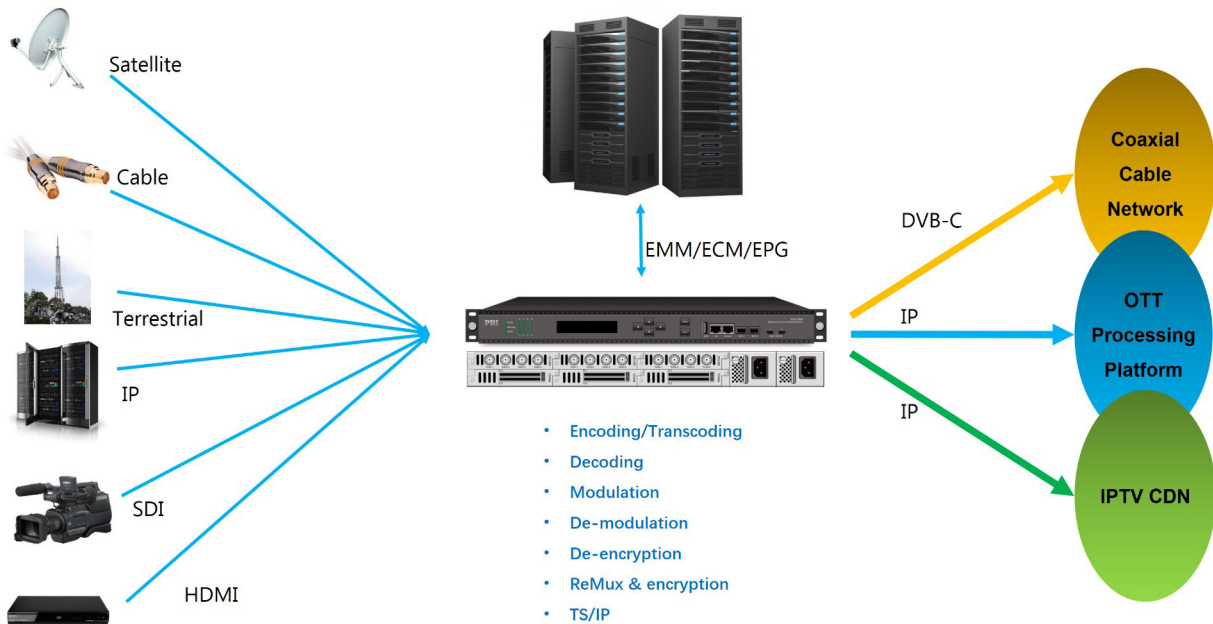 Satellite
Cable
Terrestrial
IP
SDI
HDMI
EMM/ECM/EPG
PBI
• Encoding/Transcoding
• Decoding
• Modulation
• De-modulation
• De-encryption
• ReMux & encryption
• TS/IP
DVB-C
IP
IP
Coaxial
Cable
Network
OTT
Processing
Platform
IPTV CDN